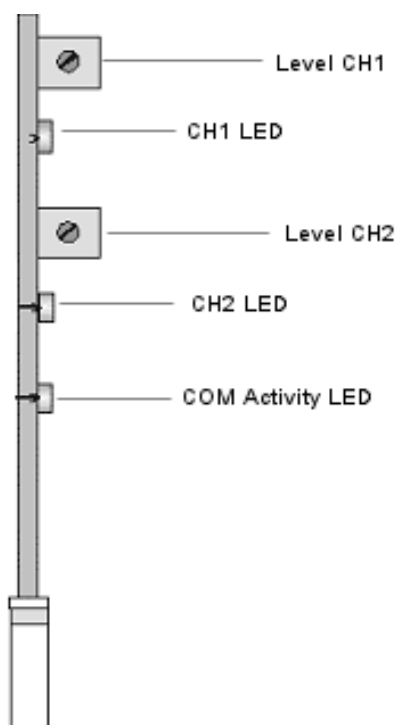 Level CH1
CH1 LED
Level CH2
CH2 LED
COM Activity LED